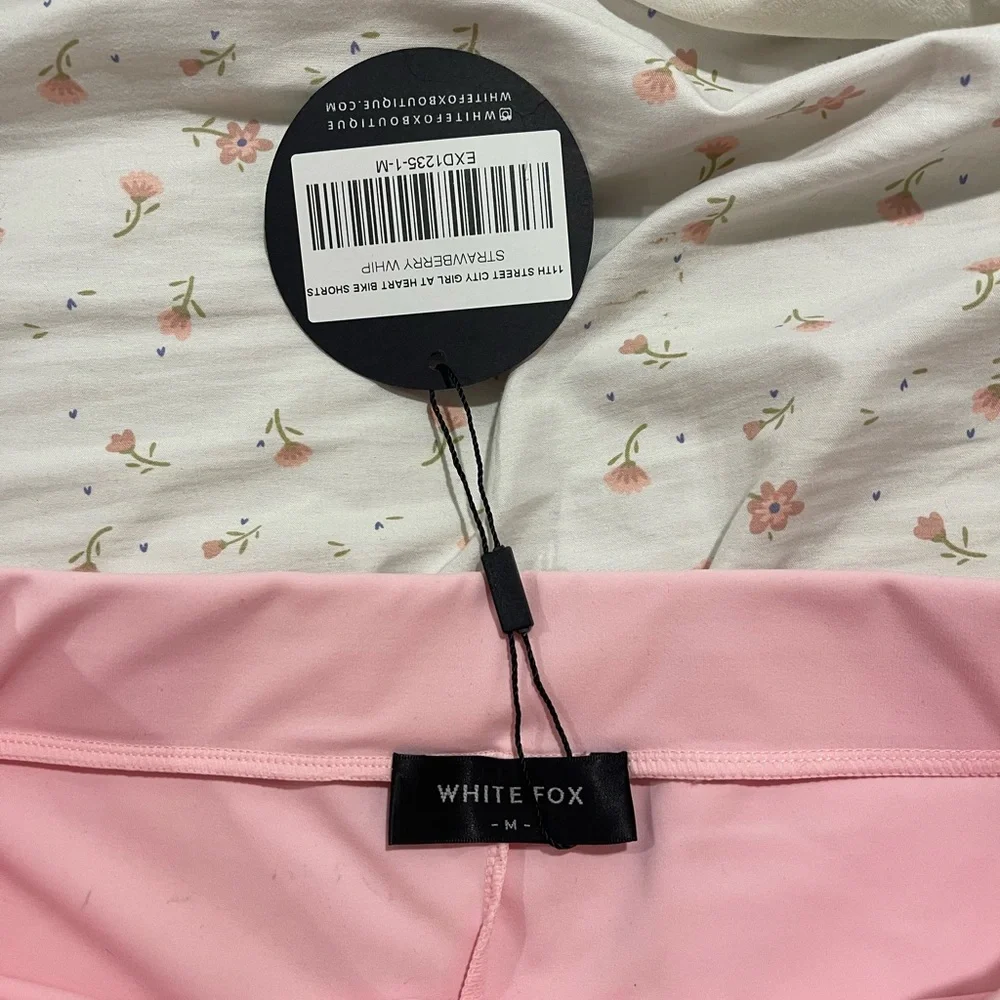 11TH STREET CITY GIRL AT HEART BIKE SHORTS
STRAWBERRY WHIP
EXD1235-1-M
WHITEFOXBOUTIQUE
WHITEFOXBOUTIQUE.COM
WHITE FOX
- M -